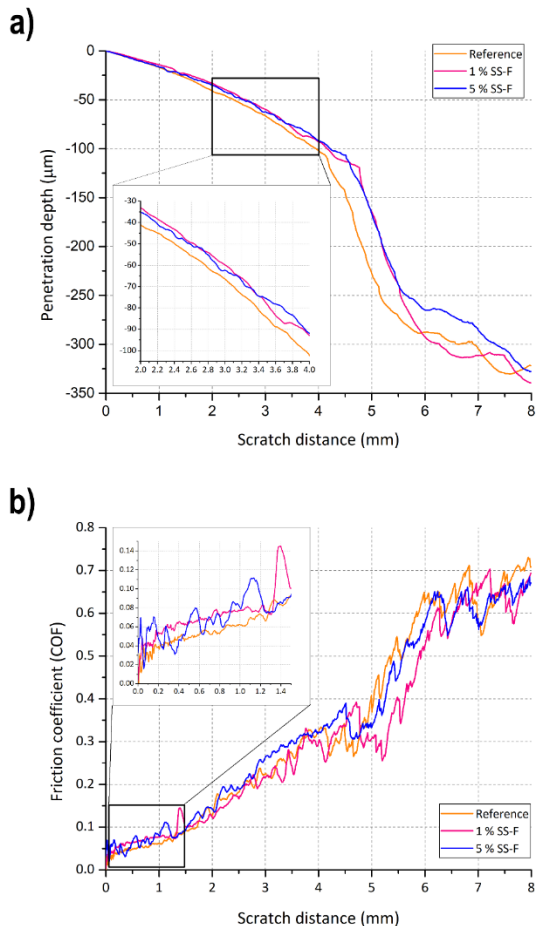 a)
0
-50
-100
-150
-200
-250
-300
-350
Penetration depth (µm)
Reference
1 % SS-F
5 % SS-F
-30
-40
-50
-60
-70
-80
-90
-100
2.0 2.2 2.4 2.6 2.8 3.0 3.2 3.4 3.6 3.8 4.0
0 1 2 3 4 5 6 7 8
Scratch distance (mm)
b)
0.8
0.7
0.6
0.5
0.4
0.3
0.2
0.1
0.0
Friction coefficient (COF)
0.14
0.12
0.10
0.08
0.06
0.04
0.02
0.00
0.0 0.2 0.4 0.6 0.8 1.0 1.2 1.4
Reference
1 % SS-F
5 % SS-F
0 1 2 3 4 5 6 7 8
Scratch distance (mm)